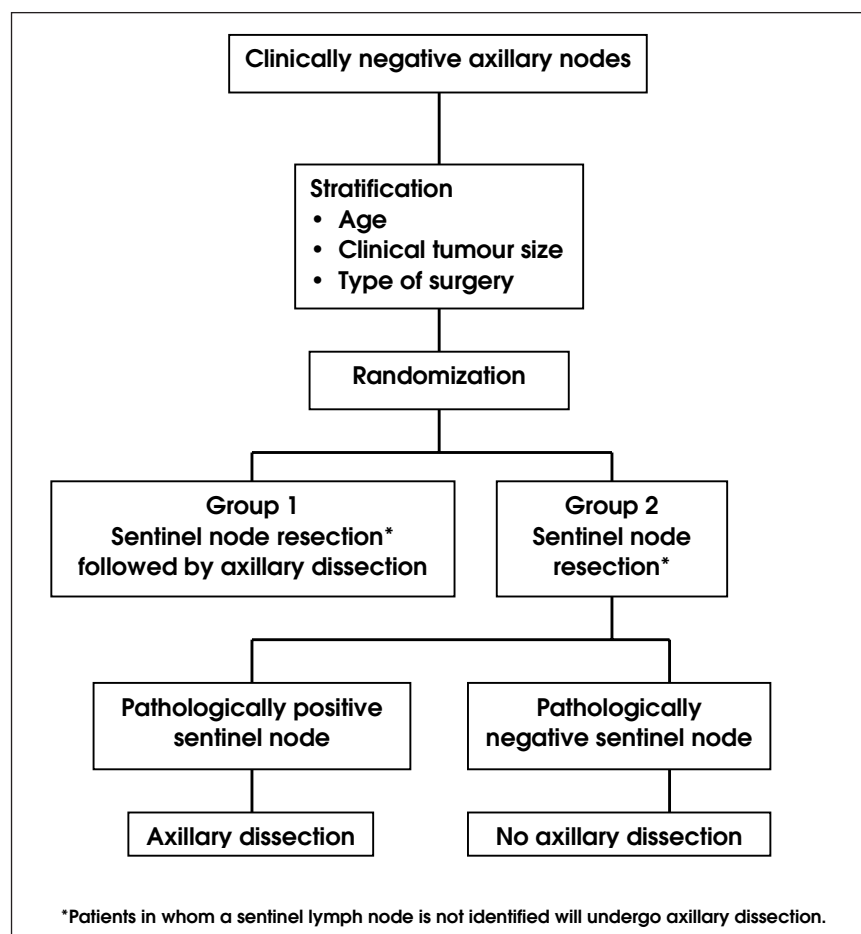 Clinically negative axillary nodes
Stratification
• Age
• Clinical tumour size
• Type of surgery
Randomization
Group 1
Sentinel node resection*
followed by axillary dissection
Group 2
Sentinel node
resection*
Pathologically positive
sentinel node
Pathologically
negative sentinel node
Axillary dissection
No axillary dissection
*Patients in whom a sentinel lymph node is not identified will undergo axillary dissection.